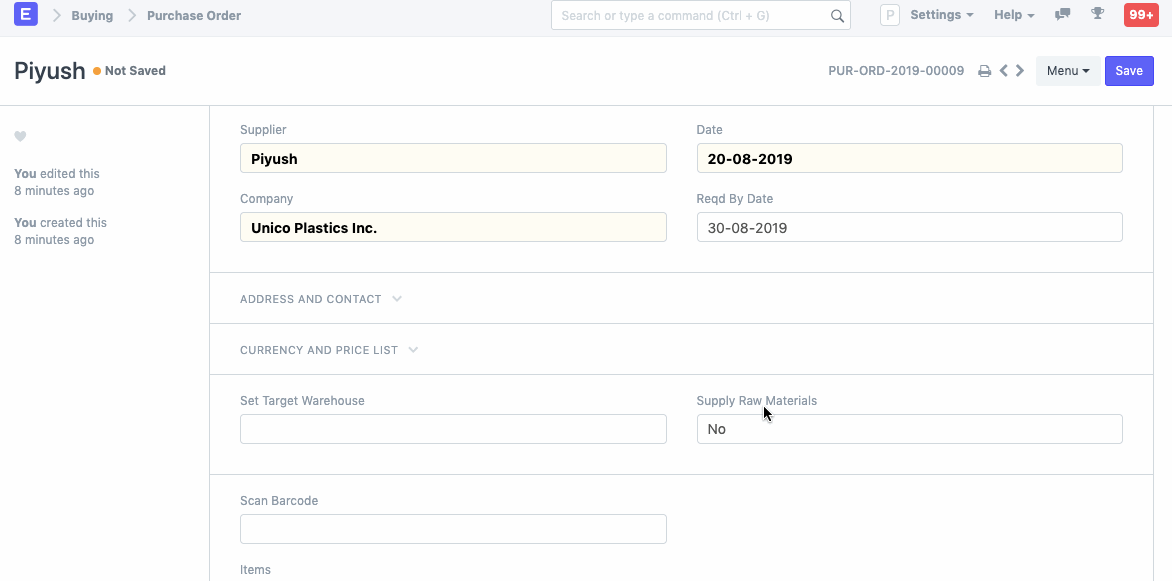 E Buying Purchase Order Search or type a command (Ctrl + G) P Settings Help 99+
Piyush Not Saved PUR-ORD-2019-00009 Menu Save
You edited this
8 minutes ago
You created this
8 minutes ago
Supplier Date
Piyush 20-08-2019
Company Reqd By Date
Unico Plastics Inc. 30-08-2019
ADDRESS AND CONTACT
CURRENCY AND PRICE LIST
Set Target Warehouse Supply Raw Materials
No
Scan Barcode
Items